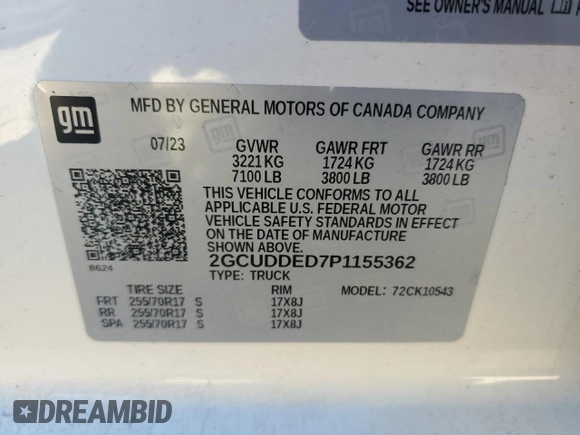 SEE OWNER'S MANUAL
gm
MFD BY GENERAL MOTORS OF CANADA COMPANY
07/23 GVWR GAWR FRT GAWR RR
3221 KG 1724 KG 1724 KG
7100 LB 3800 LB 3800 LB
THIS VEHICLE CONFORMS TO ALL
APPLICABLE U.S. FEDERAL MOTOR
VEHICLE SAFETY STANDARDS IN EFFECT
ON THE DATE OF MANUFACTURE
SHOWN ABOVE.
8624
2GCUDDED7P1155362
TYPE: TRUCK
TIRE SIZE RIM MODEL: 72CK10543
FRT 255/70R17 S 17X8J
RR 255/70R17 S 17X8J
SPA 255/70R17 S 17X8J
DREAMBID